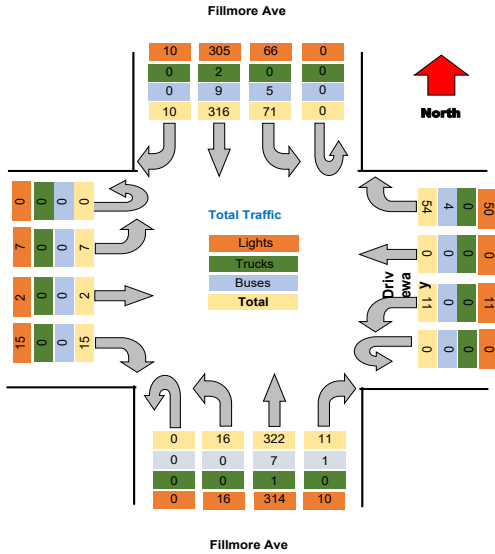 Fillmore Ave
10 305 66 0
0 2 0 0
0 9 5 0
10 316 71 0
North
0 0 0 0
7 0 0 7
2 0 0 2
15 0 0 15
Total Traffic
Lights
Trucks
Buses
Total
54 4 0 50
0 0 0 0
11 0 0 11
0 0 0 0
Driv
ewa
y
0 16 322 11
0 0 7 1
0 0 1 0
0 16 314 10
Fillmore Ave